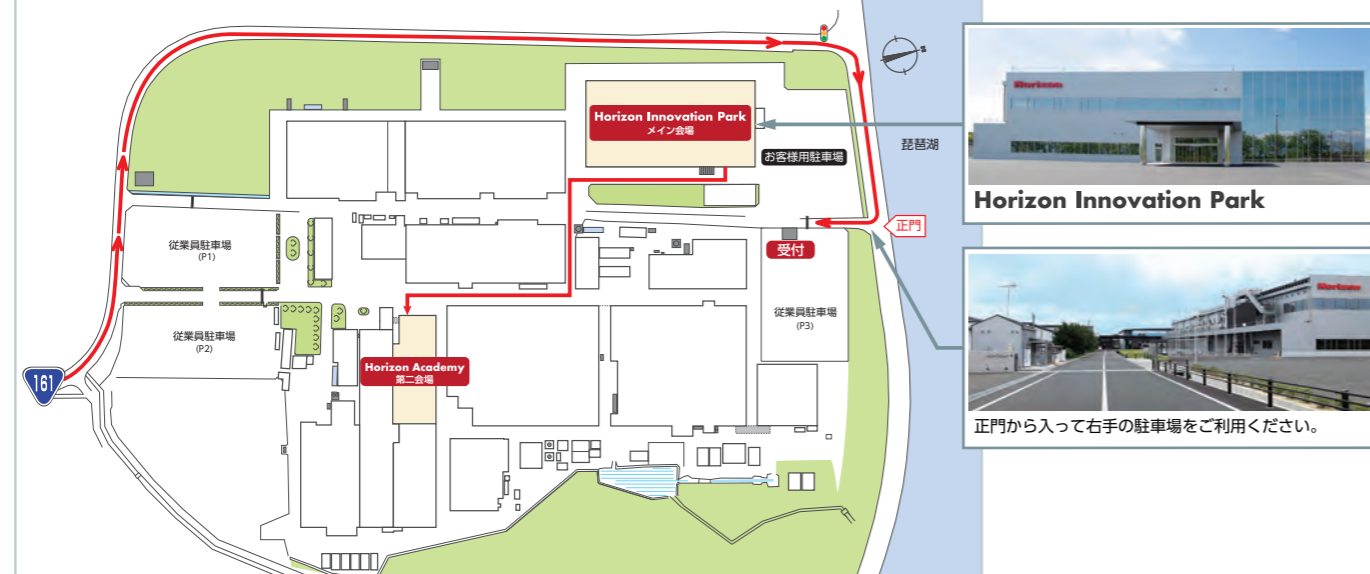 Horizon Innovation Park
メイン会場
お客様用駐車場
琵琶湖
正門
受付
従業員駐車場
(P1)
従業員駐車場
(P2)
従業員駐車場
(P3)
Horizon Academy
第二会場
161
N
Horizon
Horizon Innovation Park
Horizon
正門から入って右手の駐車場をご利用ください。